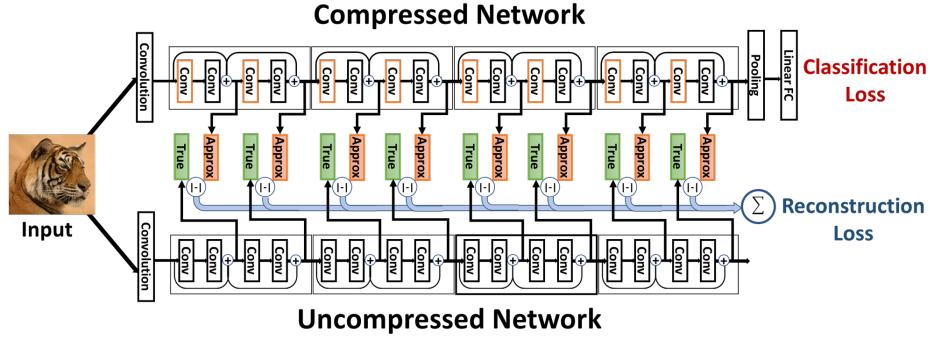 Compressed Network
Convolution
Conv Conv + Conv Conv + Conv Conv + Conv Conv + Conv Conv + Conv Conv + Conv Conv + Conv Conv +
Pooling
Linear FC
Classification
Loss
True Approx True Approx True Approx True Approx True Approx True Approx True Approx True Approx
|-| |-| |-| |-| |-| |-| |-| |-|
Σ
Reconstruction
Loss
Input
Convolution
Conv Conv + Conv Conv + Conv Conv + Conv Conv + Conv Conv + Conv Conv + Conv Conv + Conv Conv +
Uncompressed Network